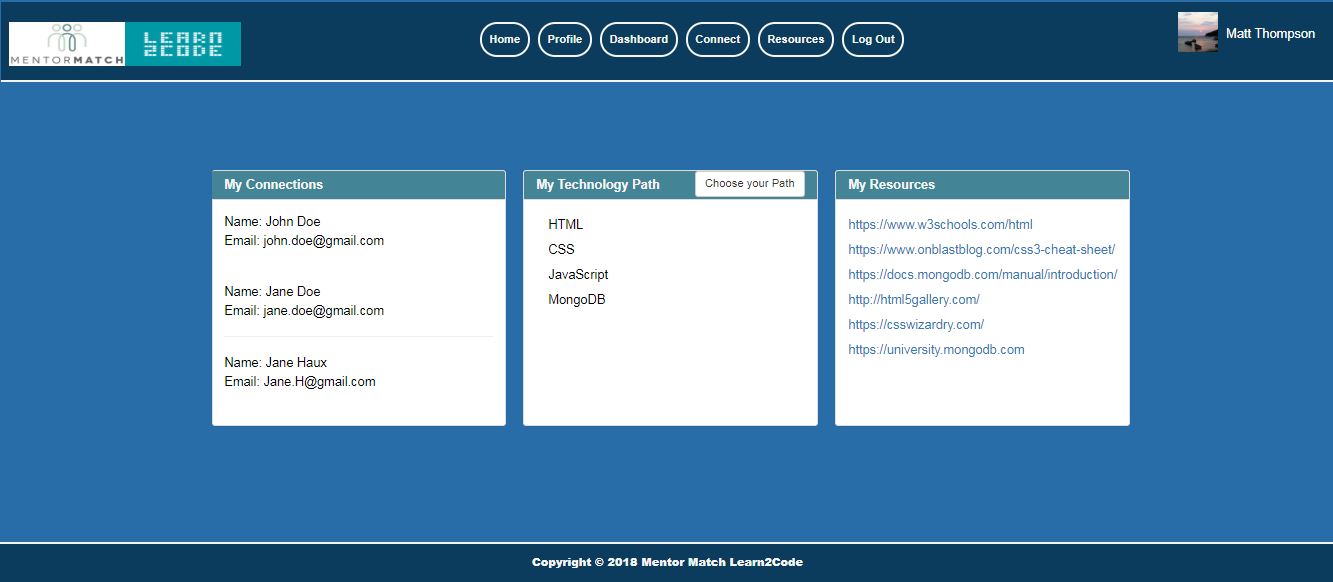 MENTORMATCH
LEARN
2CODE
Home
Profile
Dashboard
Connect
Resources
Log Out
Matt Thompson
My Connections
Name: John Doe
Email: john.doe@gmail.com
Name: Jane Doe
Email: jane.doe@gmail.com
Name: Jane Haux
Email: Jane.H@gmail.com
My Technology Path
Choose your Path
HTML
CSS
JavaScript
MongoDB
My Resources
https://www.w3schools.com/html
https://www.onblastblog.com/css3-cheat-sheet/
https://docs.mongodb.com/manual/introduction/
http://html5gallery.com/
https://csswizardry.com/
https://university.mongodb.com
Copyright © 2018 Mentor Match Learn2Code